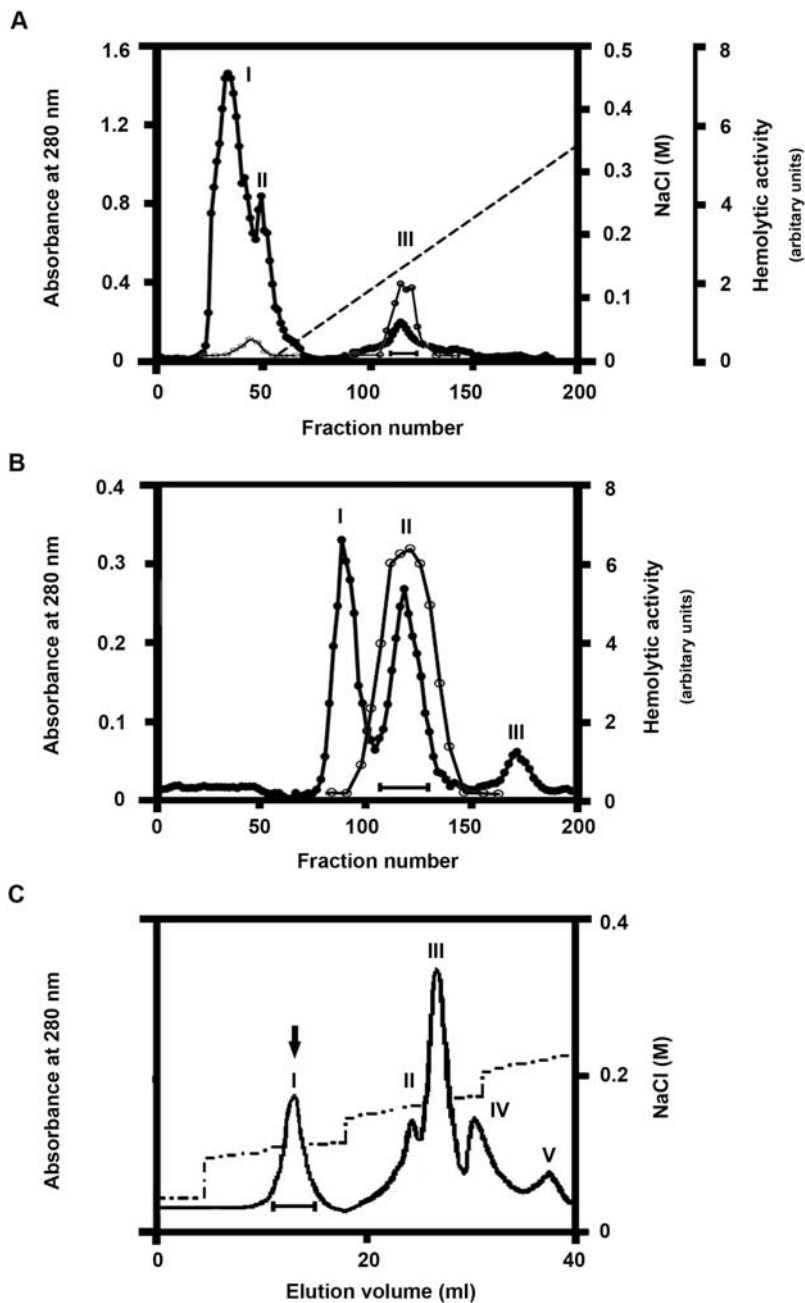 A
Absorbance at 280 nm
1.6
1.2
0.8
0.4
0
I
II
III
0.5
0.4
0.3
0.2
0.1
0
NaCl (M)
8
6
4
2
0
Hemolytic activity
(arbitary units)
0 50 100 150 200
Fraction number
B
Absorbance at 280 nm
0.4
0.3
0.2
0.1
0
I
II
III
8
6
4
2
0
Hemolytic activity
(arbitary units)
0 50 100 150 200
Fraction number
C
Absorbance at 280 nm
I
II
III
IV
V
0.4
0.2
0
NaCl (M)
0 20 40
Elution volume (ml)